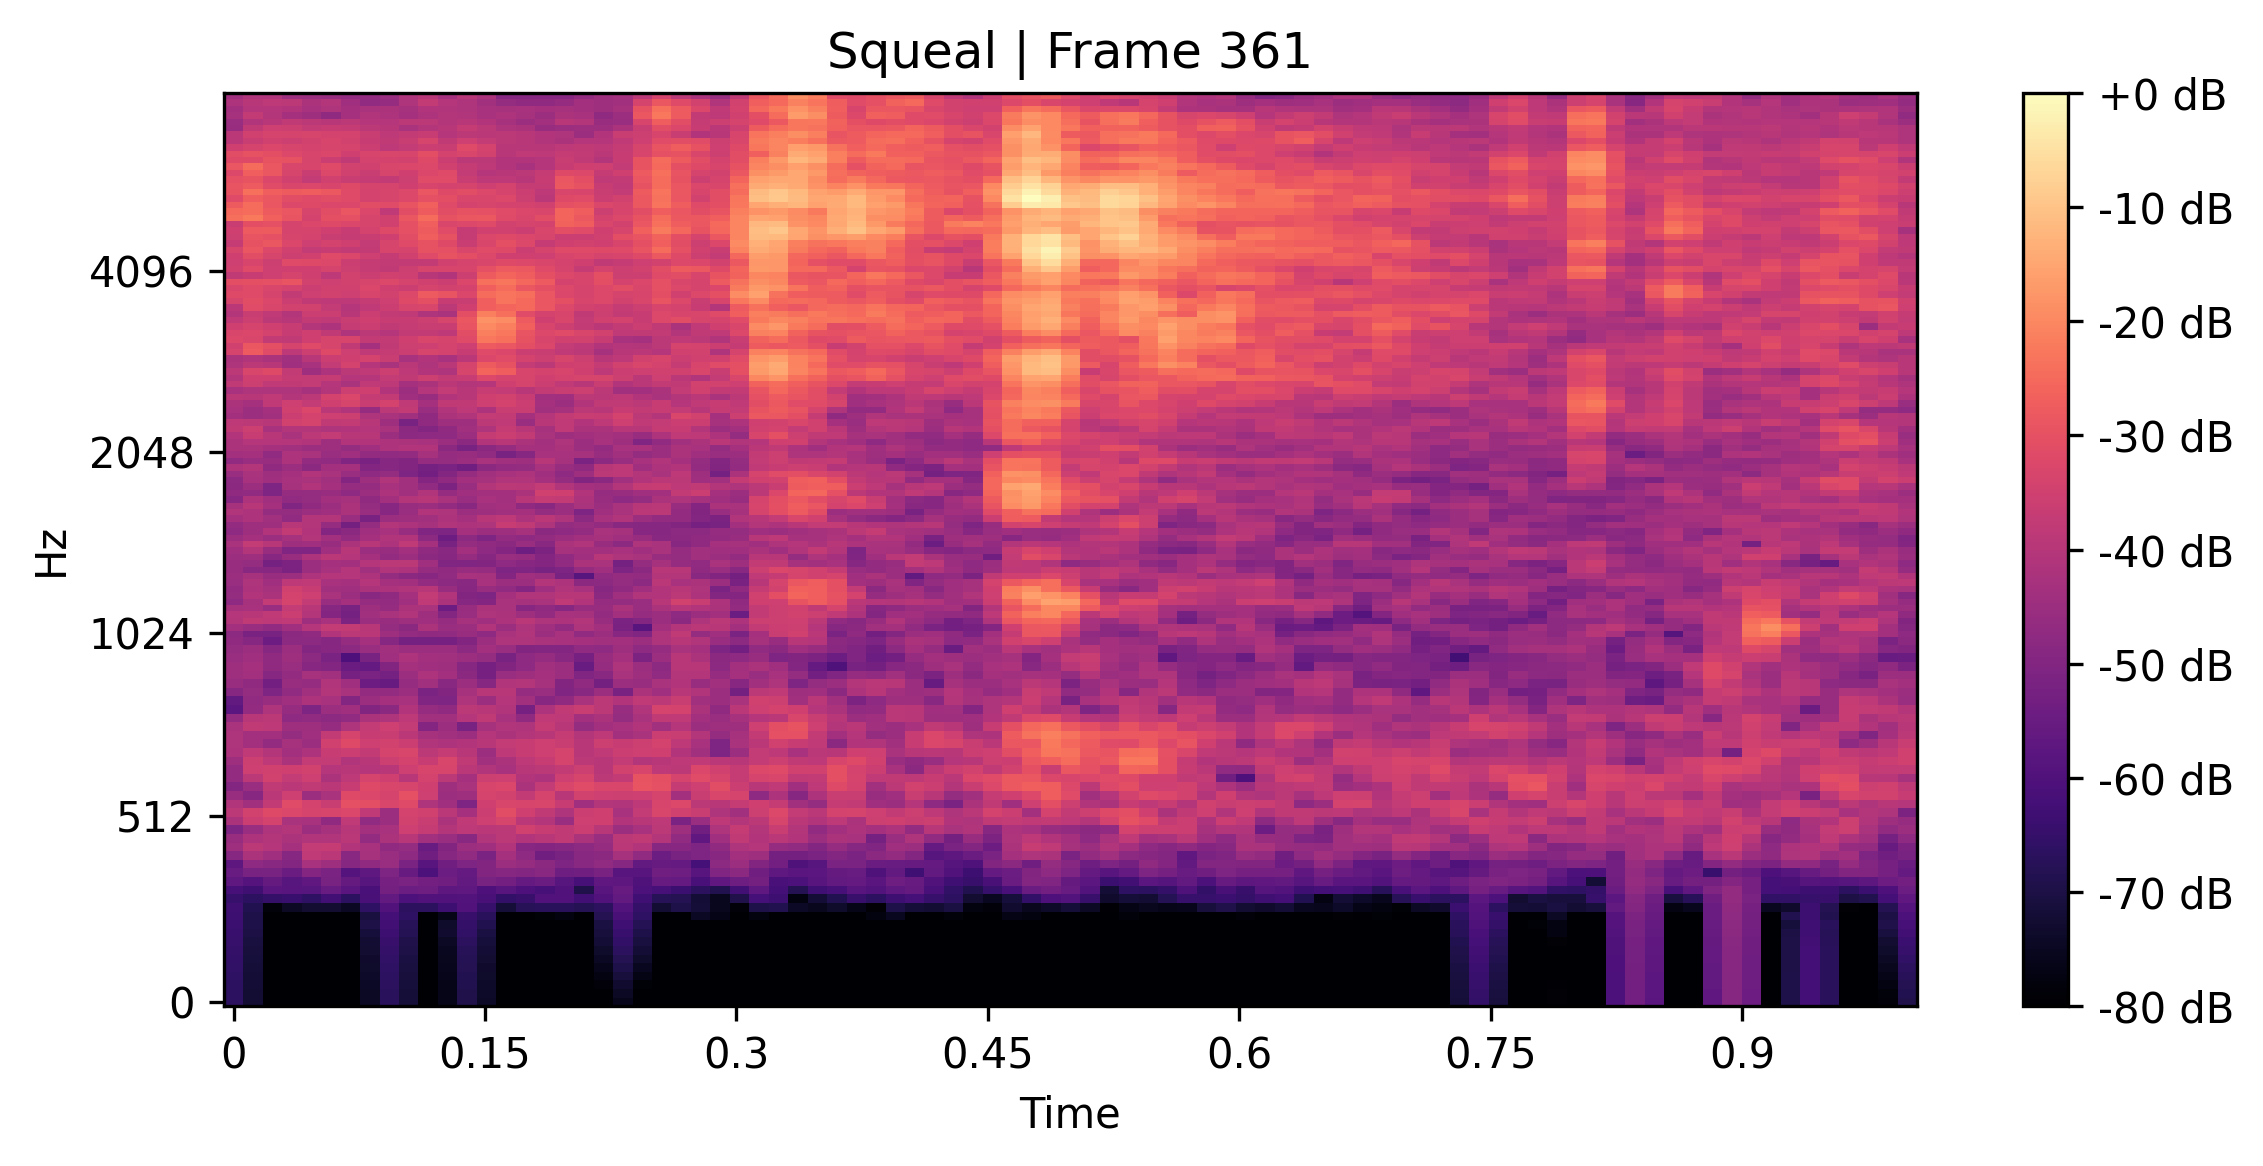 Squeal | Frame 361
+0 dB
-10 dB
-20 dB
-30 dB
-40 dB
-50 dB
-60 dB
-70 dB
-80 dB
Hz
4096
2048
1024
512
0
0 0.15 0.3 0.45 0.6 0.75 0.9
Time